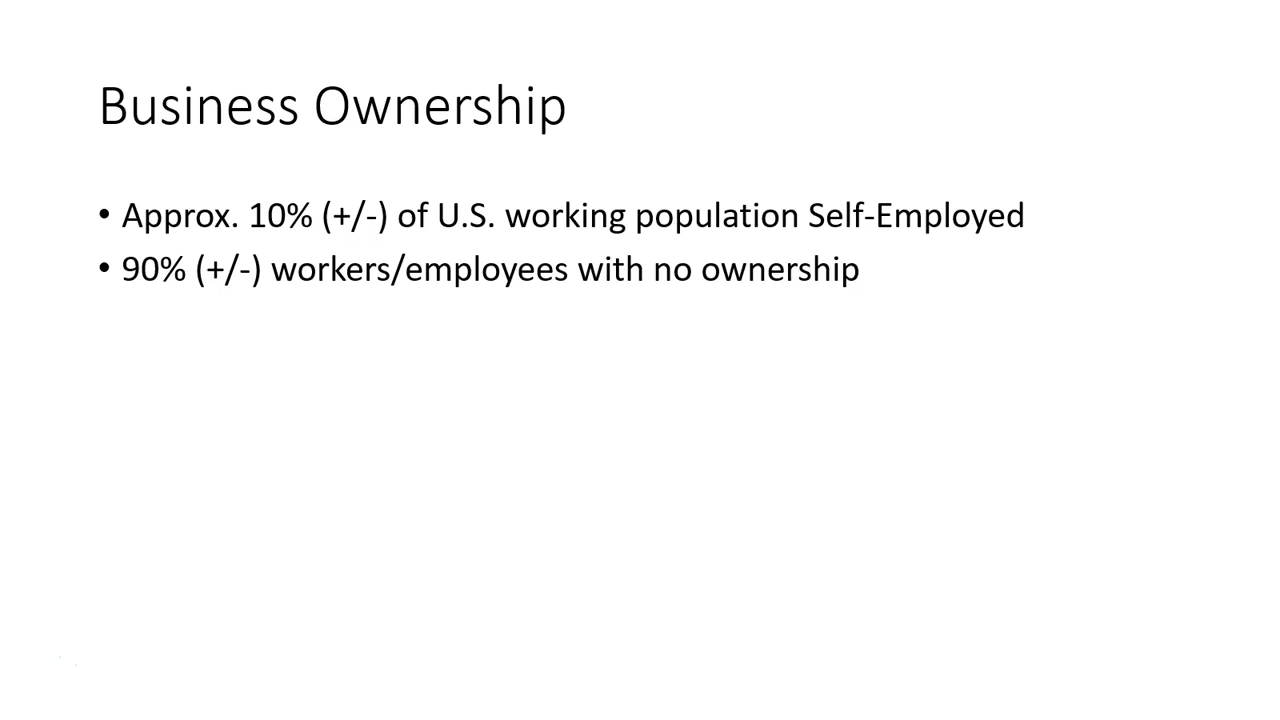 Business Ownership
• Approx. 10% (+/-) of U.S. working population Self-Employed
• 90% (+/-) workers/employees with no ownership